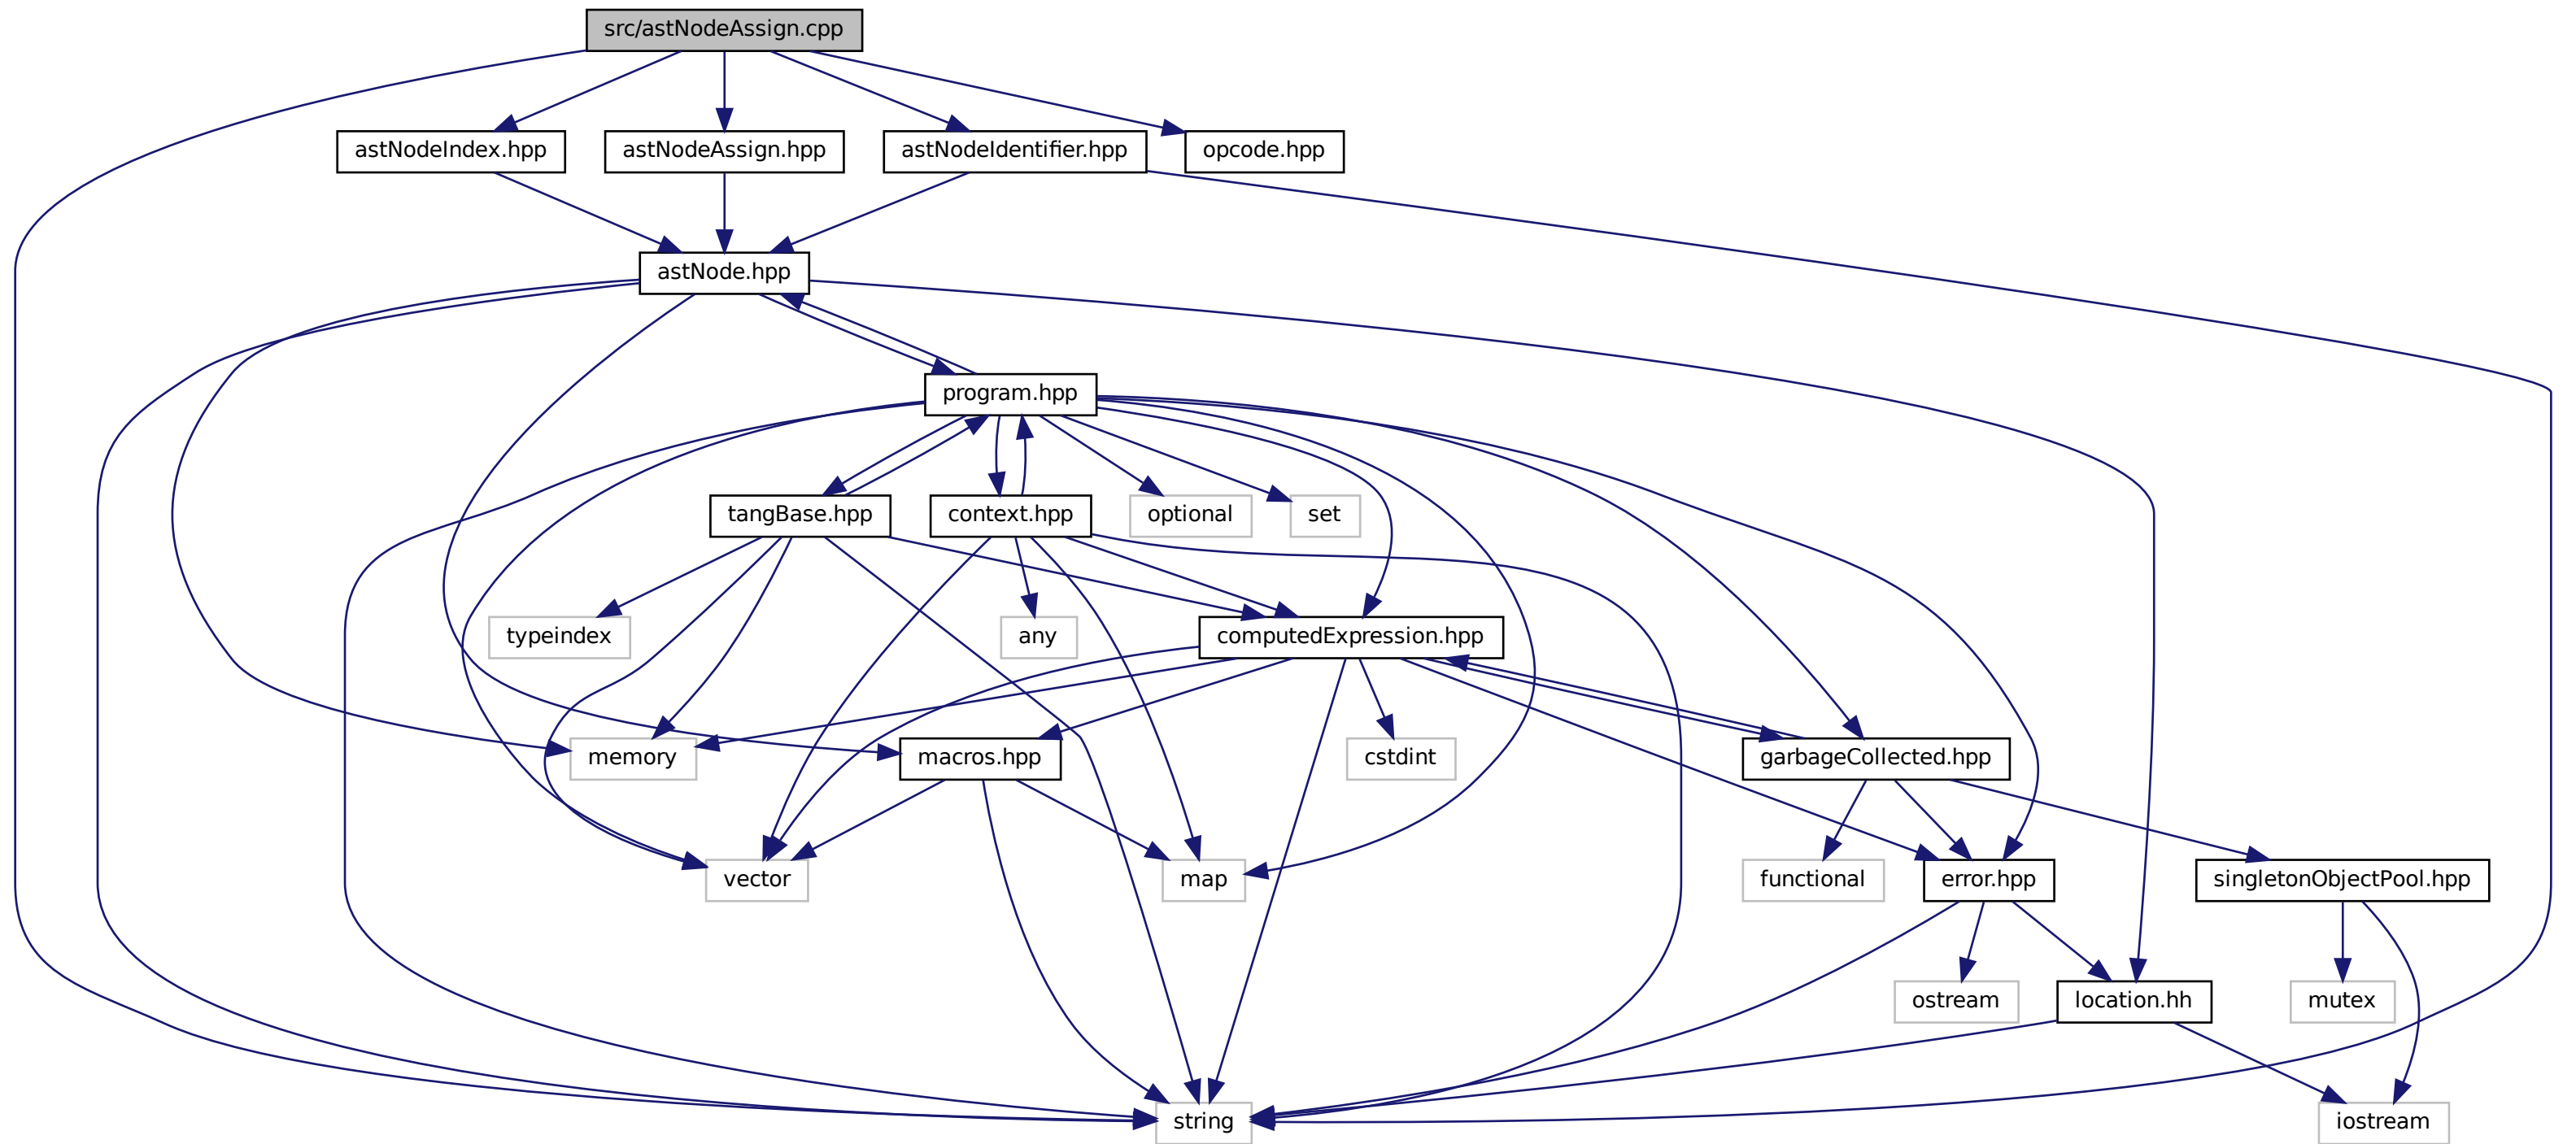 src/astNodeAssign.cpp
astNodeIndex.hpp
astNodeAssign.hpp
astNodeIdentifier.hpp
opcode.hpp
astNode.hpp
program.hpp
tangBase.hpp
context.hpp
optional
set
typeindex
any
computedExpression.hpp
memory
macros.hpp
cstdint
garbageCollected.hpp
vector
map
functional
error.hpp
singletonObjectPool.hpp
ostream
location.hh
mutex
string
iostream